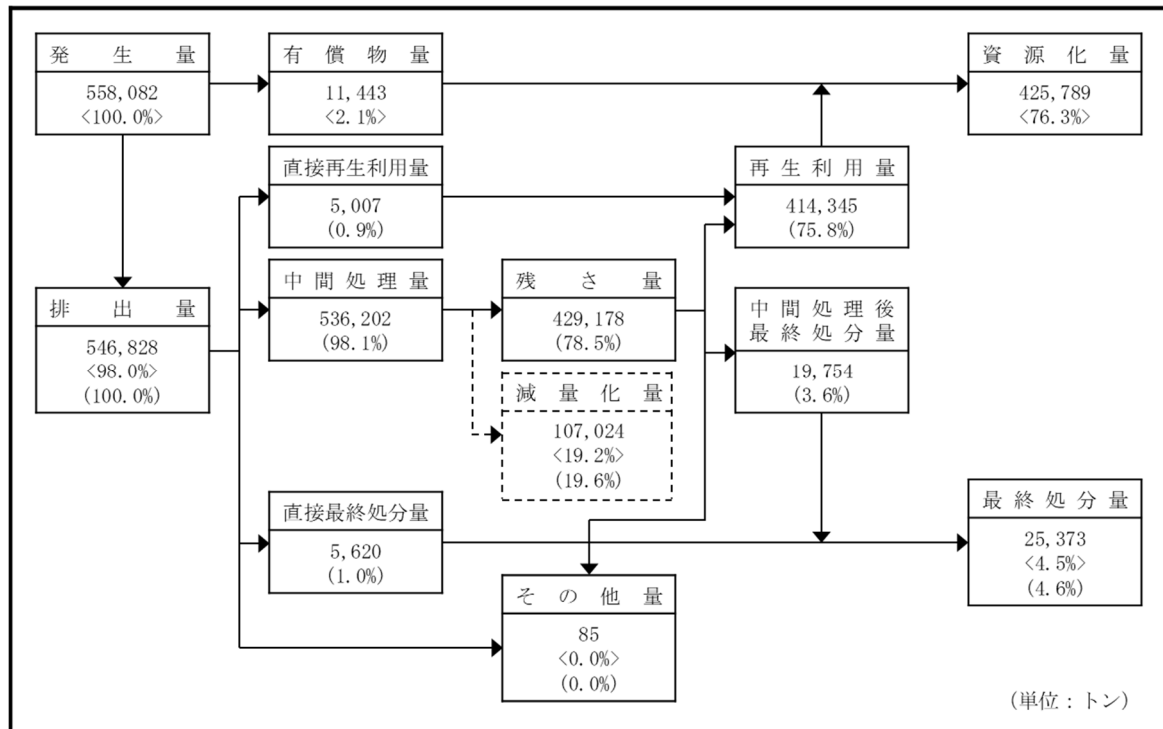 発生量
558,082
<100.0%>
有償物量
11,443
<2.1%>
資源化量
425,789
<76.3%>
直接再生利用量
5,007
(0.9%)
再生利用量
414,345
(75.8%)
排出量
546,828
<98.0%>
(100.0%)
中間処理量
536,202
(98.1%)
残さ量
429,178
(78.5%)
中間処理後
最終処分量
19,754
(3.6%)
減量化量
107,024
<19.2%>
(19.6%)
直接最終処分量
5,620
(1.0%)
最終処分量
25,373
<4.5%>
(4.6%)
その他量
85
<0.0%>
(0.0%)
(単位：トン)